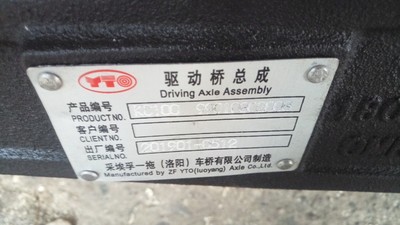 YTO
驱动桥总成
Driving Axle Assembly
产品编号
PRODUCT NO.
客户编号
CLIENT NO.
出厂编号
SERIAL NO.
采埃孚一拖(洛阳)车桥有限公司制造
Manufactured by ZF YTO(luoyang) Axle Co.,Ltd.